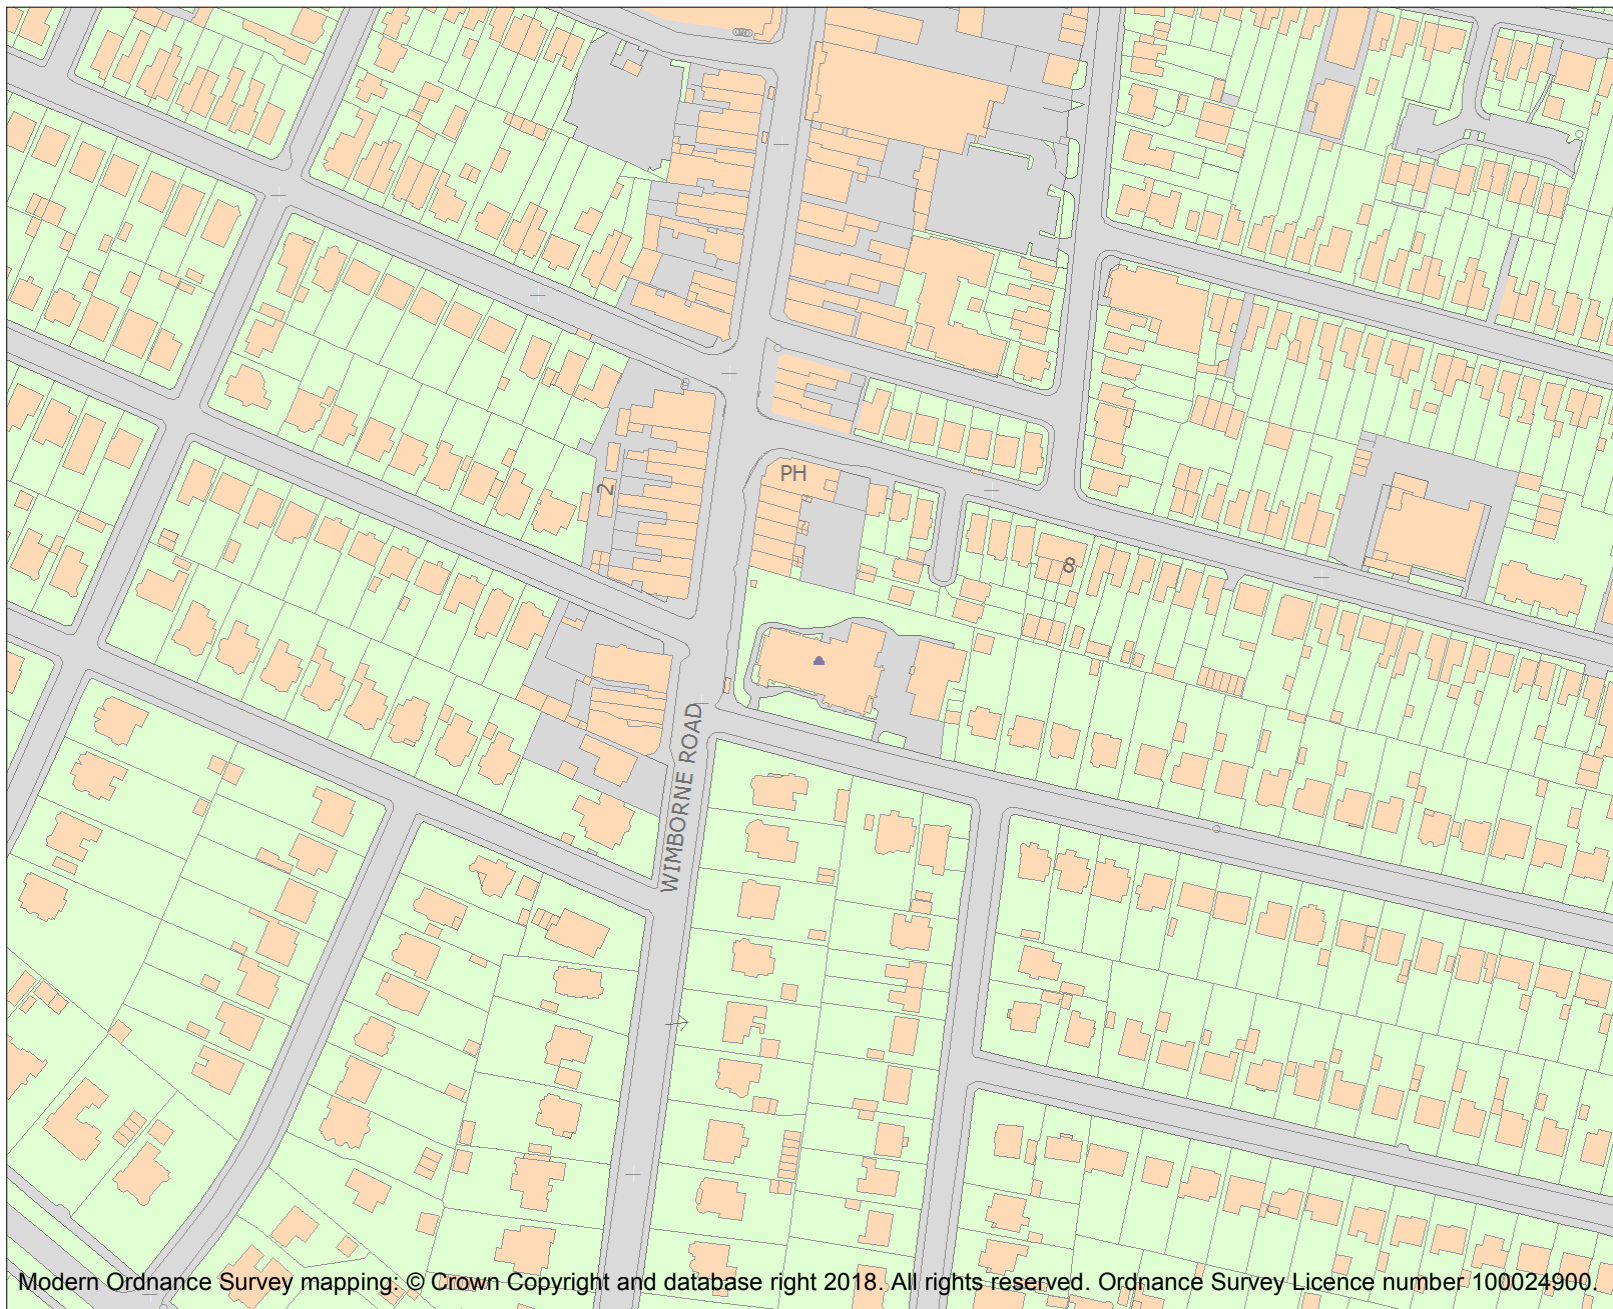 PH
2
8
WIMBORNE ROAD
Modern Ordnance Survey mapping: © Crown Copyright and database right 2018. All rights reserved. Ordnance Survey Licence number 100024900.